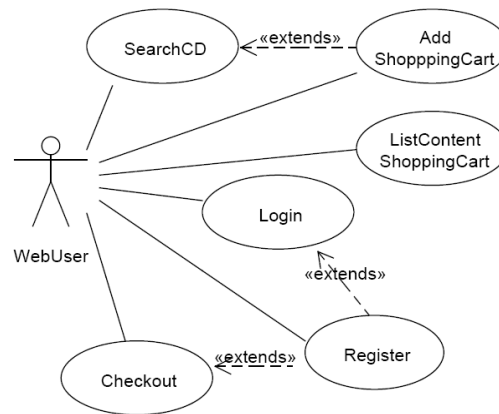 SearchCD
«extends»
Add
ShopppingCart
ListContent
ShoppingCart
Login
WebUser
«extends»
Checkout
«extends»
Register